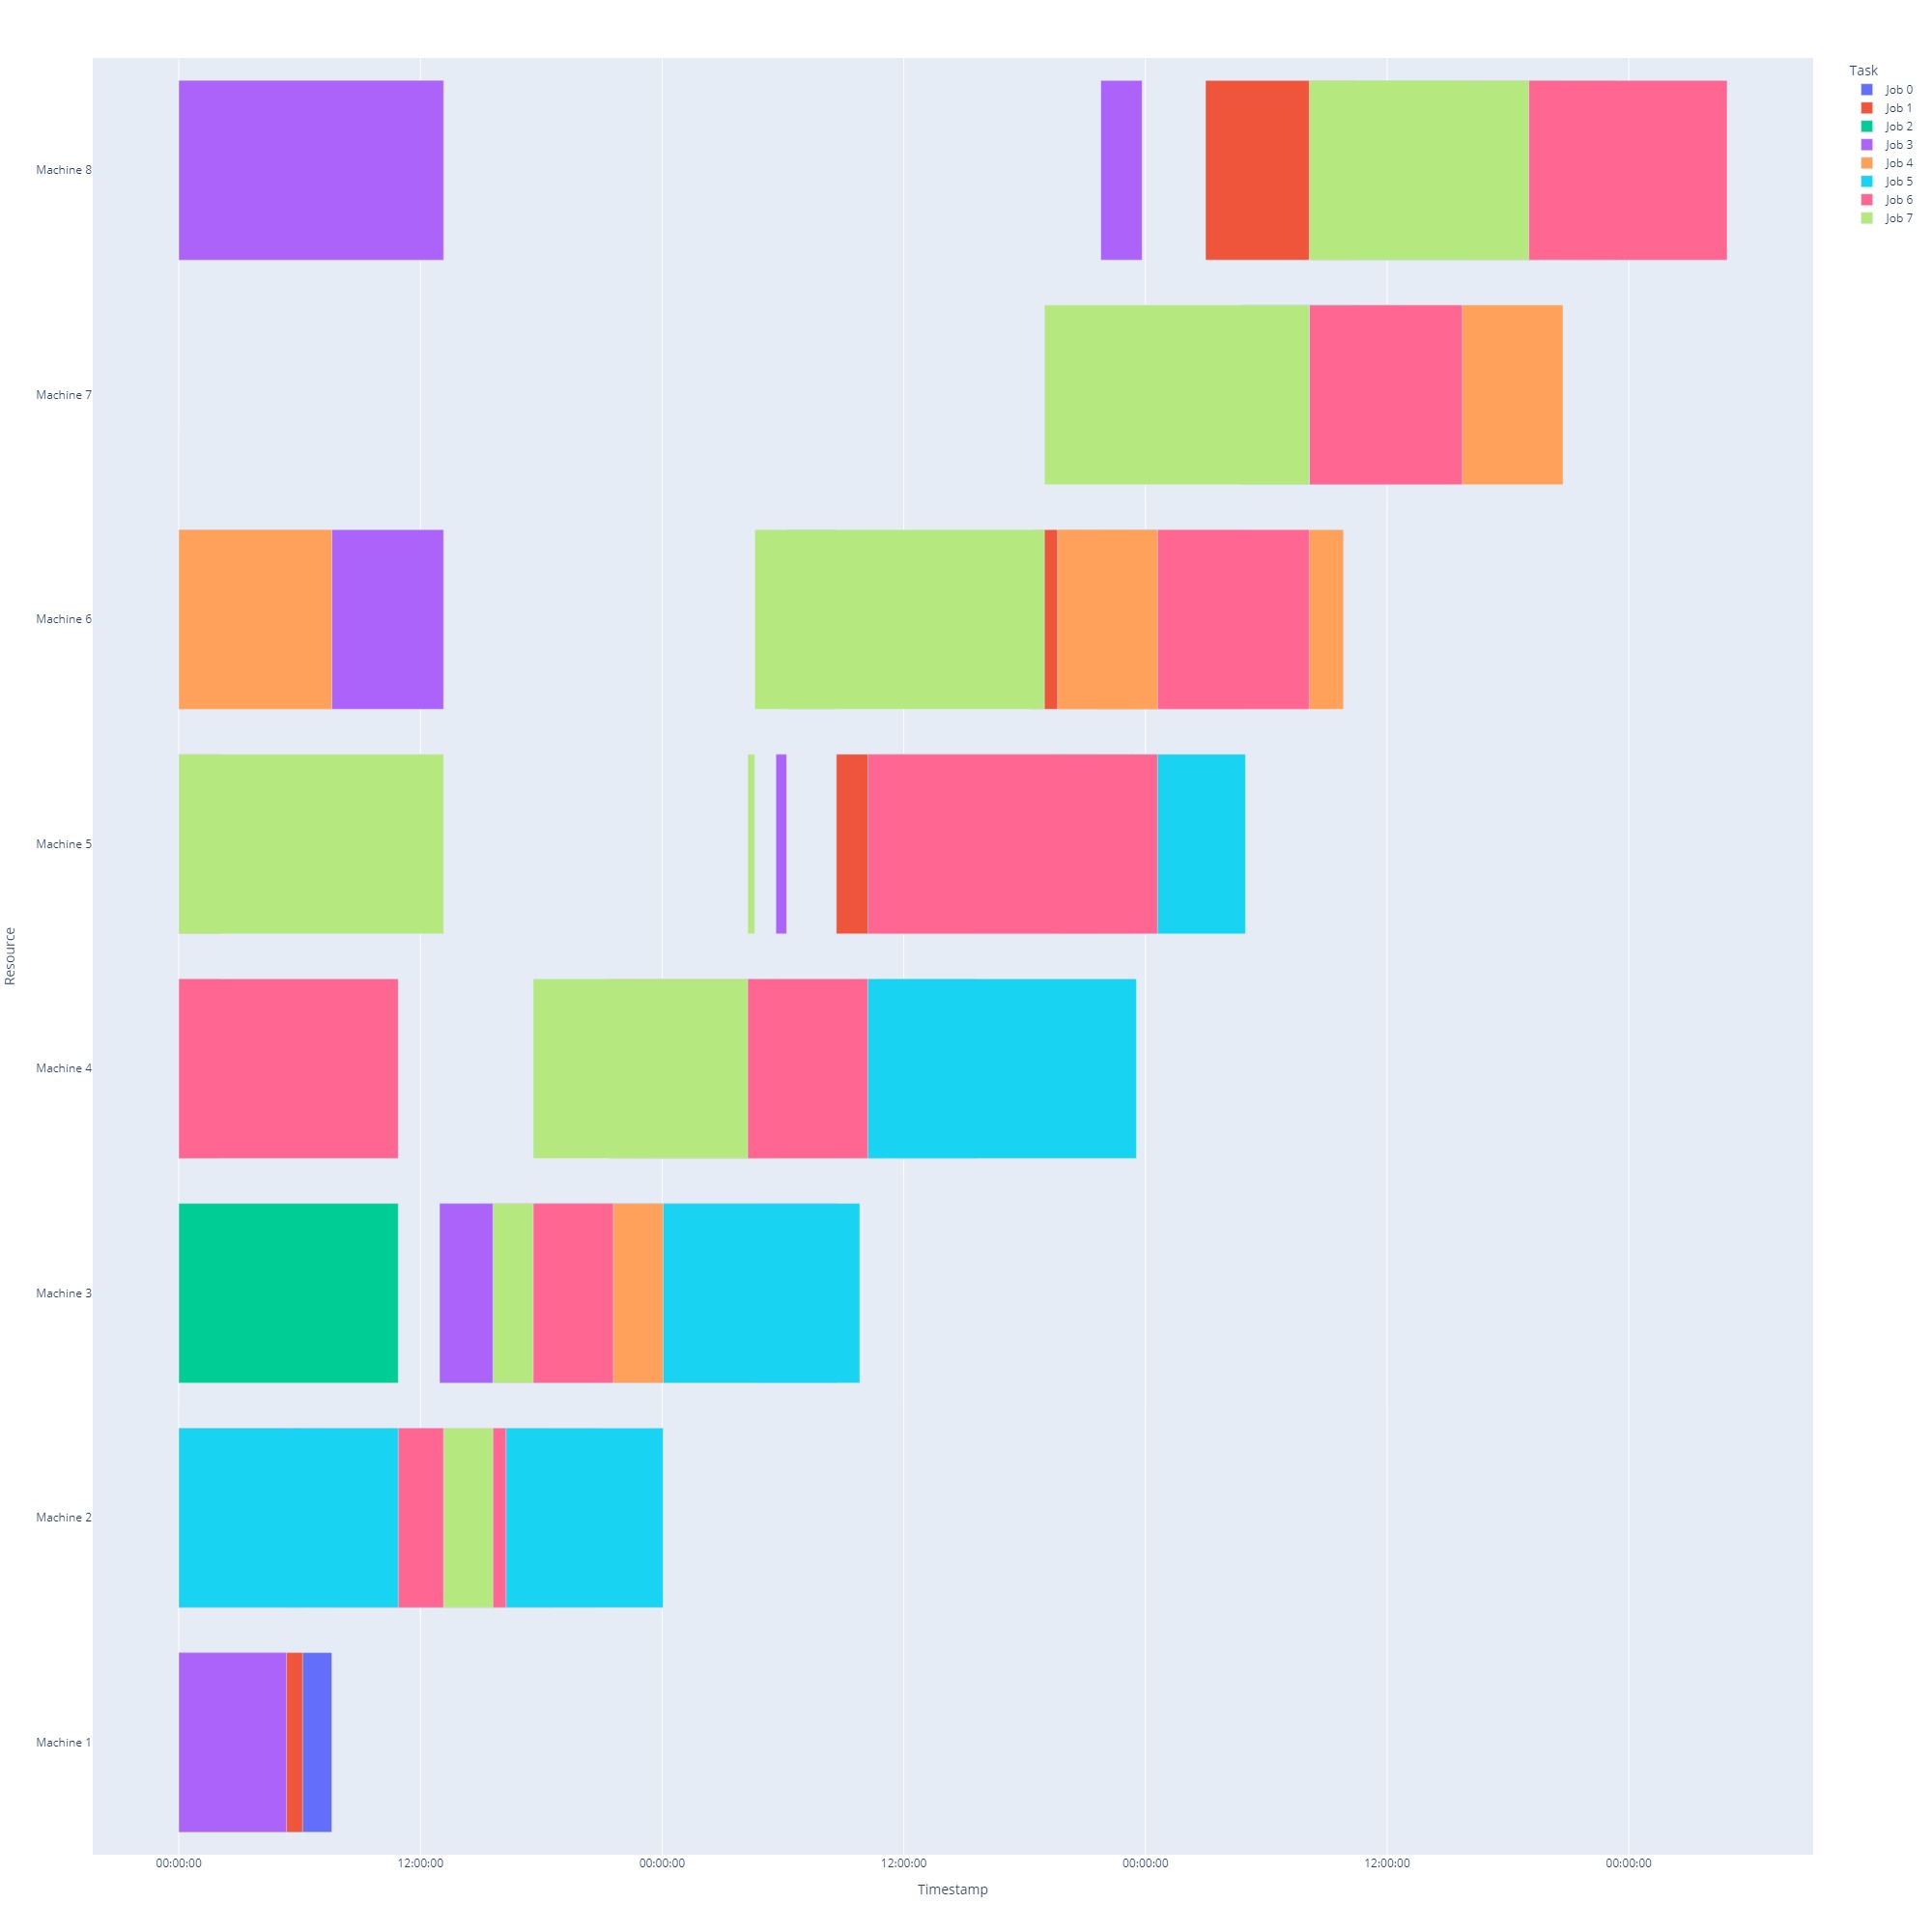 Task
Job 0
Job 1
Job 2
Job 3
Job 4
Job 5
Job 6
Job 7
Machine 8
Machine 7
Machine 6
Machine 5
Resource
Machine 4
Machine 3
Machine 2
Machine 1
00:00:00 12:00:00 00:00:00 12:00:00 00:00:00 12:00:00 00:00:00
Timestamp